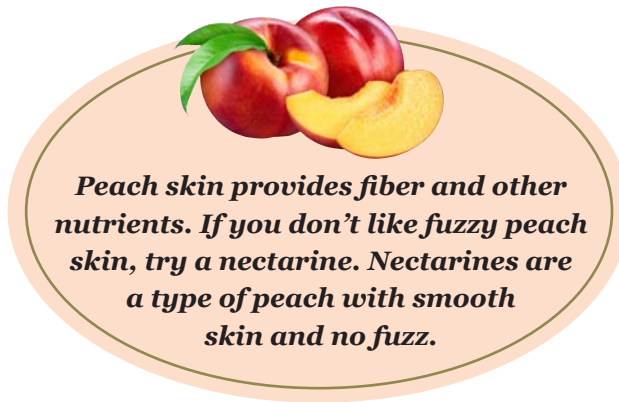 Peach skin provides fiber and other
nutrients. If you don’t like fuzzy peach
skin, try a nectarine. Nectarines are
a type of peach with smooth
skin and no fuzz.